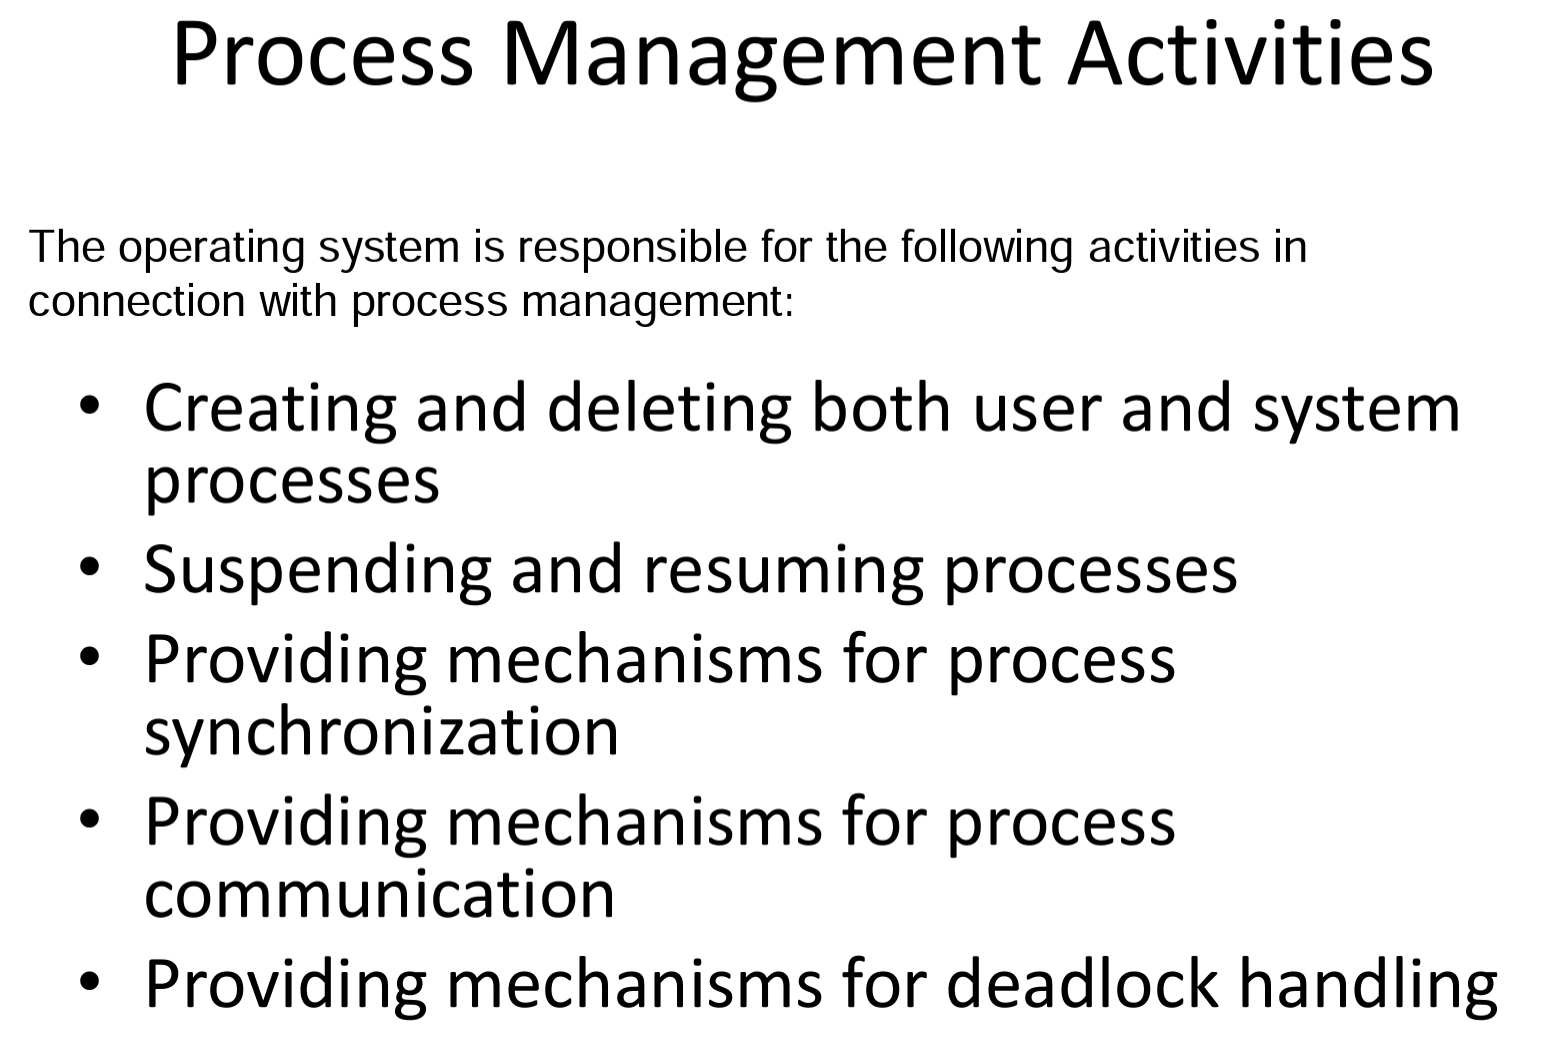 Process Management Activities
The operating system is responsible for the following activities in
connection with process management:
• Creating and deleting both user and system
processes
• Suspending and resuming processes
• Providing mechanisms for process
synchronization
• Providing mechanisms for process
communication
• Providing mechanisms for deadlock handling